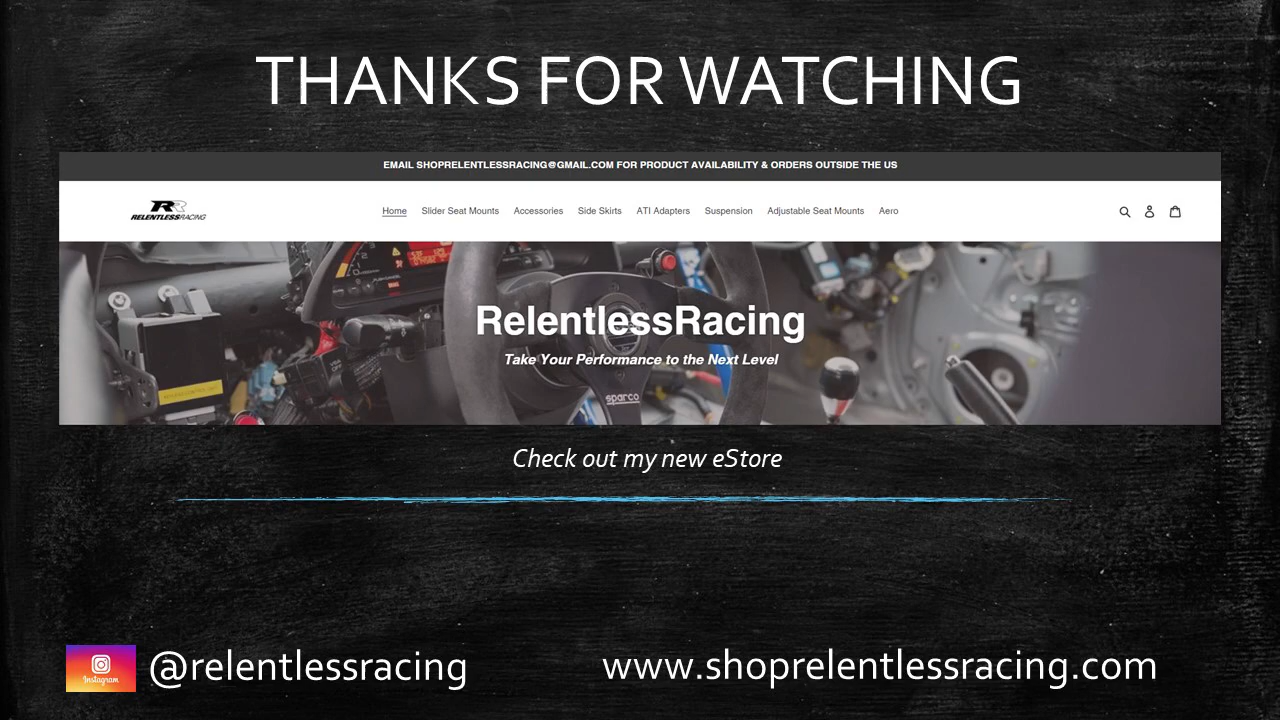 THANKS FOR WATCHING
EMAIL SHOPRELENTLESSRACING@GMAIL.COM FOR PRODUCT AVAILABILITY & ORDERS OUTSIDE THE US
RR
RELENTLESSRACING
Home Slider Seat Mounts Accessories Side Skirts ATI Adapters Suspension Adjustable Seat Mounts Aero
RelentlessRacing
Take Your Performance to the Next Level
sparco
Check out my new eStore
Instagram
@relentlessracing
www.shoprelentlessracing.com